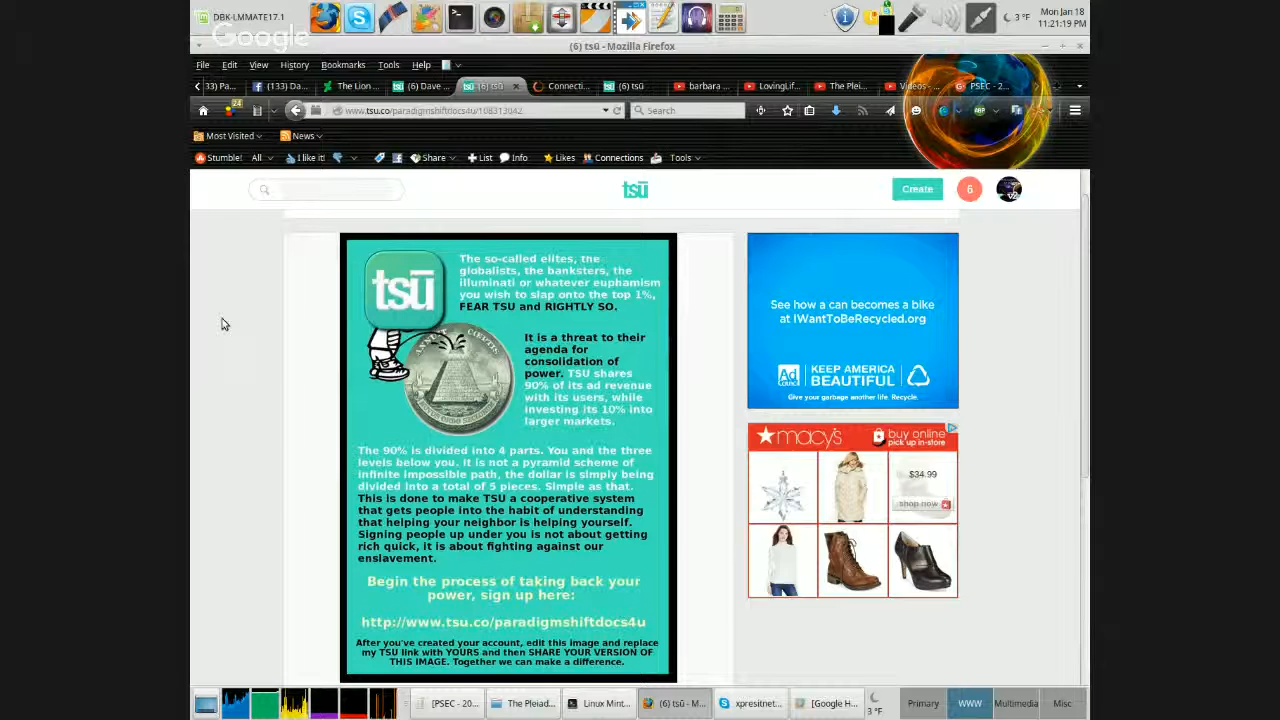 DBK-LMMATE17.1
Google
3 °F
Mon Jan 18
11:21:19 PM
(6) tsū - Mozilla Firefox
File Edit View History Bookmarks Tools Help
33) Pa... (133) Da... The Lion ... (6) Dave ... (6) tsū Connecti... (6) tsū barbara ... LovingLif... The Plei... Videos - ... PSEC - 2...
24
www.tsu.co/paradigmshiftdocs4u/108313042
Search
ABP
Most Visited News
Stumble! All I like it! Share List Info Likes Connections Tools
tsū
Create
6
tsū
The so-called elites, the
globalists, the banksters, the
illuminati or whatever euphamism
you wish to slap onto the top 1%,
FEAR TSU and RIGHTLY SO.
ANNUIT CŒPTIS
It is a threat to their
agenda for
consolidation of
power. TSU shares
90% of its ad revenue
with its users, while
investing its 10% into
larger markets.
The 90% is divided into 4 parts. You and the three
levels below you. It is not a pyramid scheme of
infinite impossible path, the dollar is simply being
divided into a total of 5 pieces. Simple as that.
This is done to make TSU a cooperative system
that gets people into the habit of understanding
that helping your neighbor is helping yourself.
Signing people up under you is not about getting
rich quick, it is about fighting against our
enslavement.
Begin the process of taking back your
power, sign up here:
http://www.tsu.co/paradigmshiftdocs4u
After you've created your account, edit this image and replace
my TSU link with YOURS and then SHARE YOUR VERSION OF
THIS IMAGE. Together we can make a difference.
See how a can becomes a bike
at IWantToBeRecycled.org
Ad
COUNCIL
KEEP AMERICA
BEAUTIFUL
Give your garbage another life. Recycle.
macy's
buy online
pick up in-store
$34.99
shop now
[PSEC - 20... The Pleiad... Linux Mint... (6) tsū - M... xpresitnet... [Google H... 3 °F Primary WWW Multimedia Misc